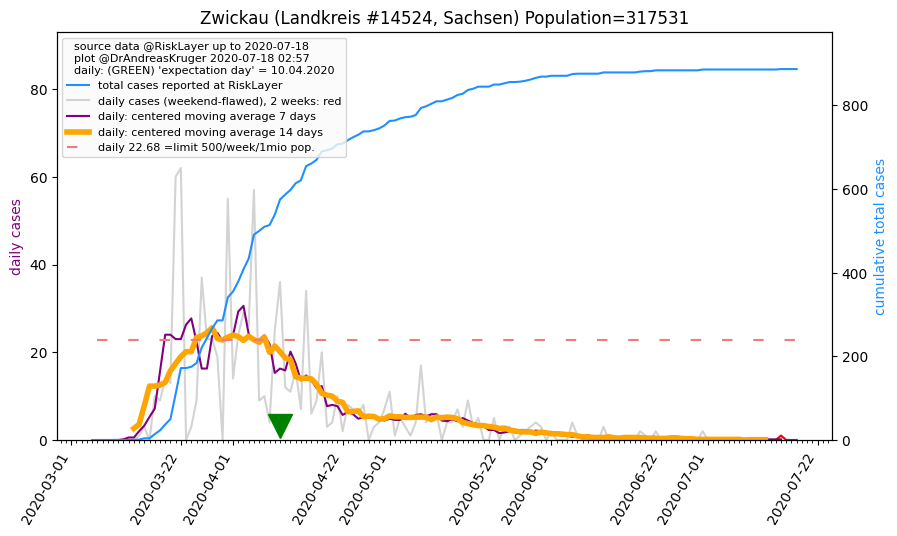 Zwickau (Landkreis #14524, Sachsen) Population=317531
source data @RiskLayer up to 2020-07-18
plot @DrAndreasKruger 2020-07-18 02:57
daily: (GREEN) 'expectation day' = 10.04.2020
total cases reported at RiskLayer
daily cases (weekend-flawed), 2 weeks: red
daily: centered moving average 7 days
daily: centered moving average 14 days
daily 22.68 =limit 500/week/1mio pop.
daily cases
80
60
40
20
0
cumulative total cases
800
600
400
200
0
2020-03-01
2020-03-22
2020-04-01
2020-04-22
2020-05-01
2020-05-22
2020-06-01
2020-06-22
2020-07-01
2020-07-22